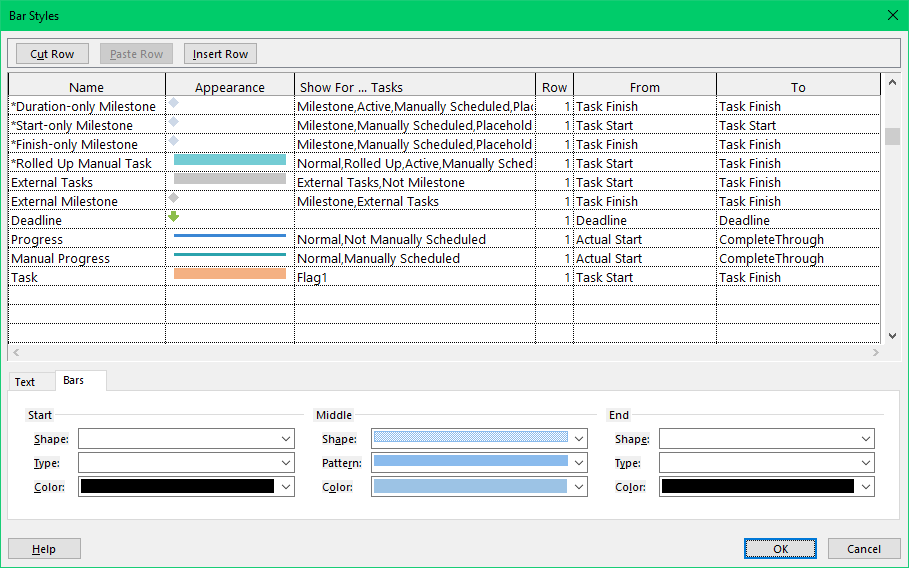 Bar Styles
Cut Row Paste Row Insert Row
Name Appearance Show For ... Tasks Row From To
*Duration-only Milestone Milestone,Active,Manually Scheduled,Plac 1 Task Finish Task Finish
*Start-only Milestone Milestone,Manually Scheduled,Placehold 1 Task Start Task Start
*Finish-only Milestone Milestone,Manually Scheduled,Placehold 1 Task Finish Task Finish
*Rolled Up Manual Task Normal,Rolled Up,Active,Manually Sched 1 Task Start Task Finish
External Tasks External Tasks,Not Milestone 1 Task Start Task Finish
External Milestone Milestone,External Tasks 1 Task Finish Task Finish
Deadline 1 Deadline Deadline
Progress Normal,Not Manually Scheduled 1 Actual Start CompleteThrough
Manual Progress Normal,Manually Scheduled 1 Actual Start CompleteThrough
Task Flag1 1 Task Start Task Finish
Text Bars
Start Middle End
Shape: Shape: Shape:
Type: Pattern: Type:
Color: Color: Color:
Help OK Cancel